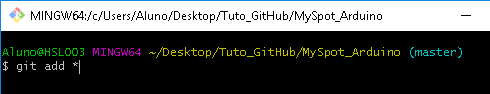 MINGW64:/c/Users/Aluno/Desktop/Tuto_GitHub/MySpot_Arduino
Aluno@HSL003 MINGW64 ~/Desktop/Tuto_GitHub/MySpot_Arduino (master)
$ git add *